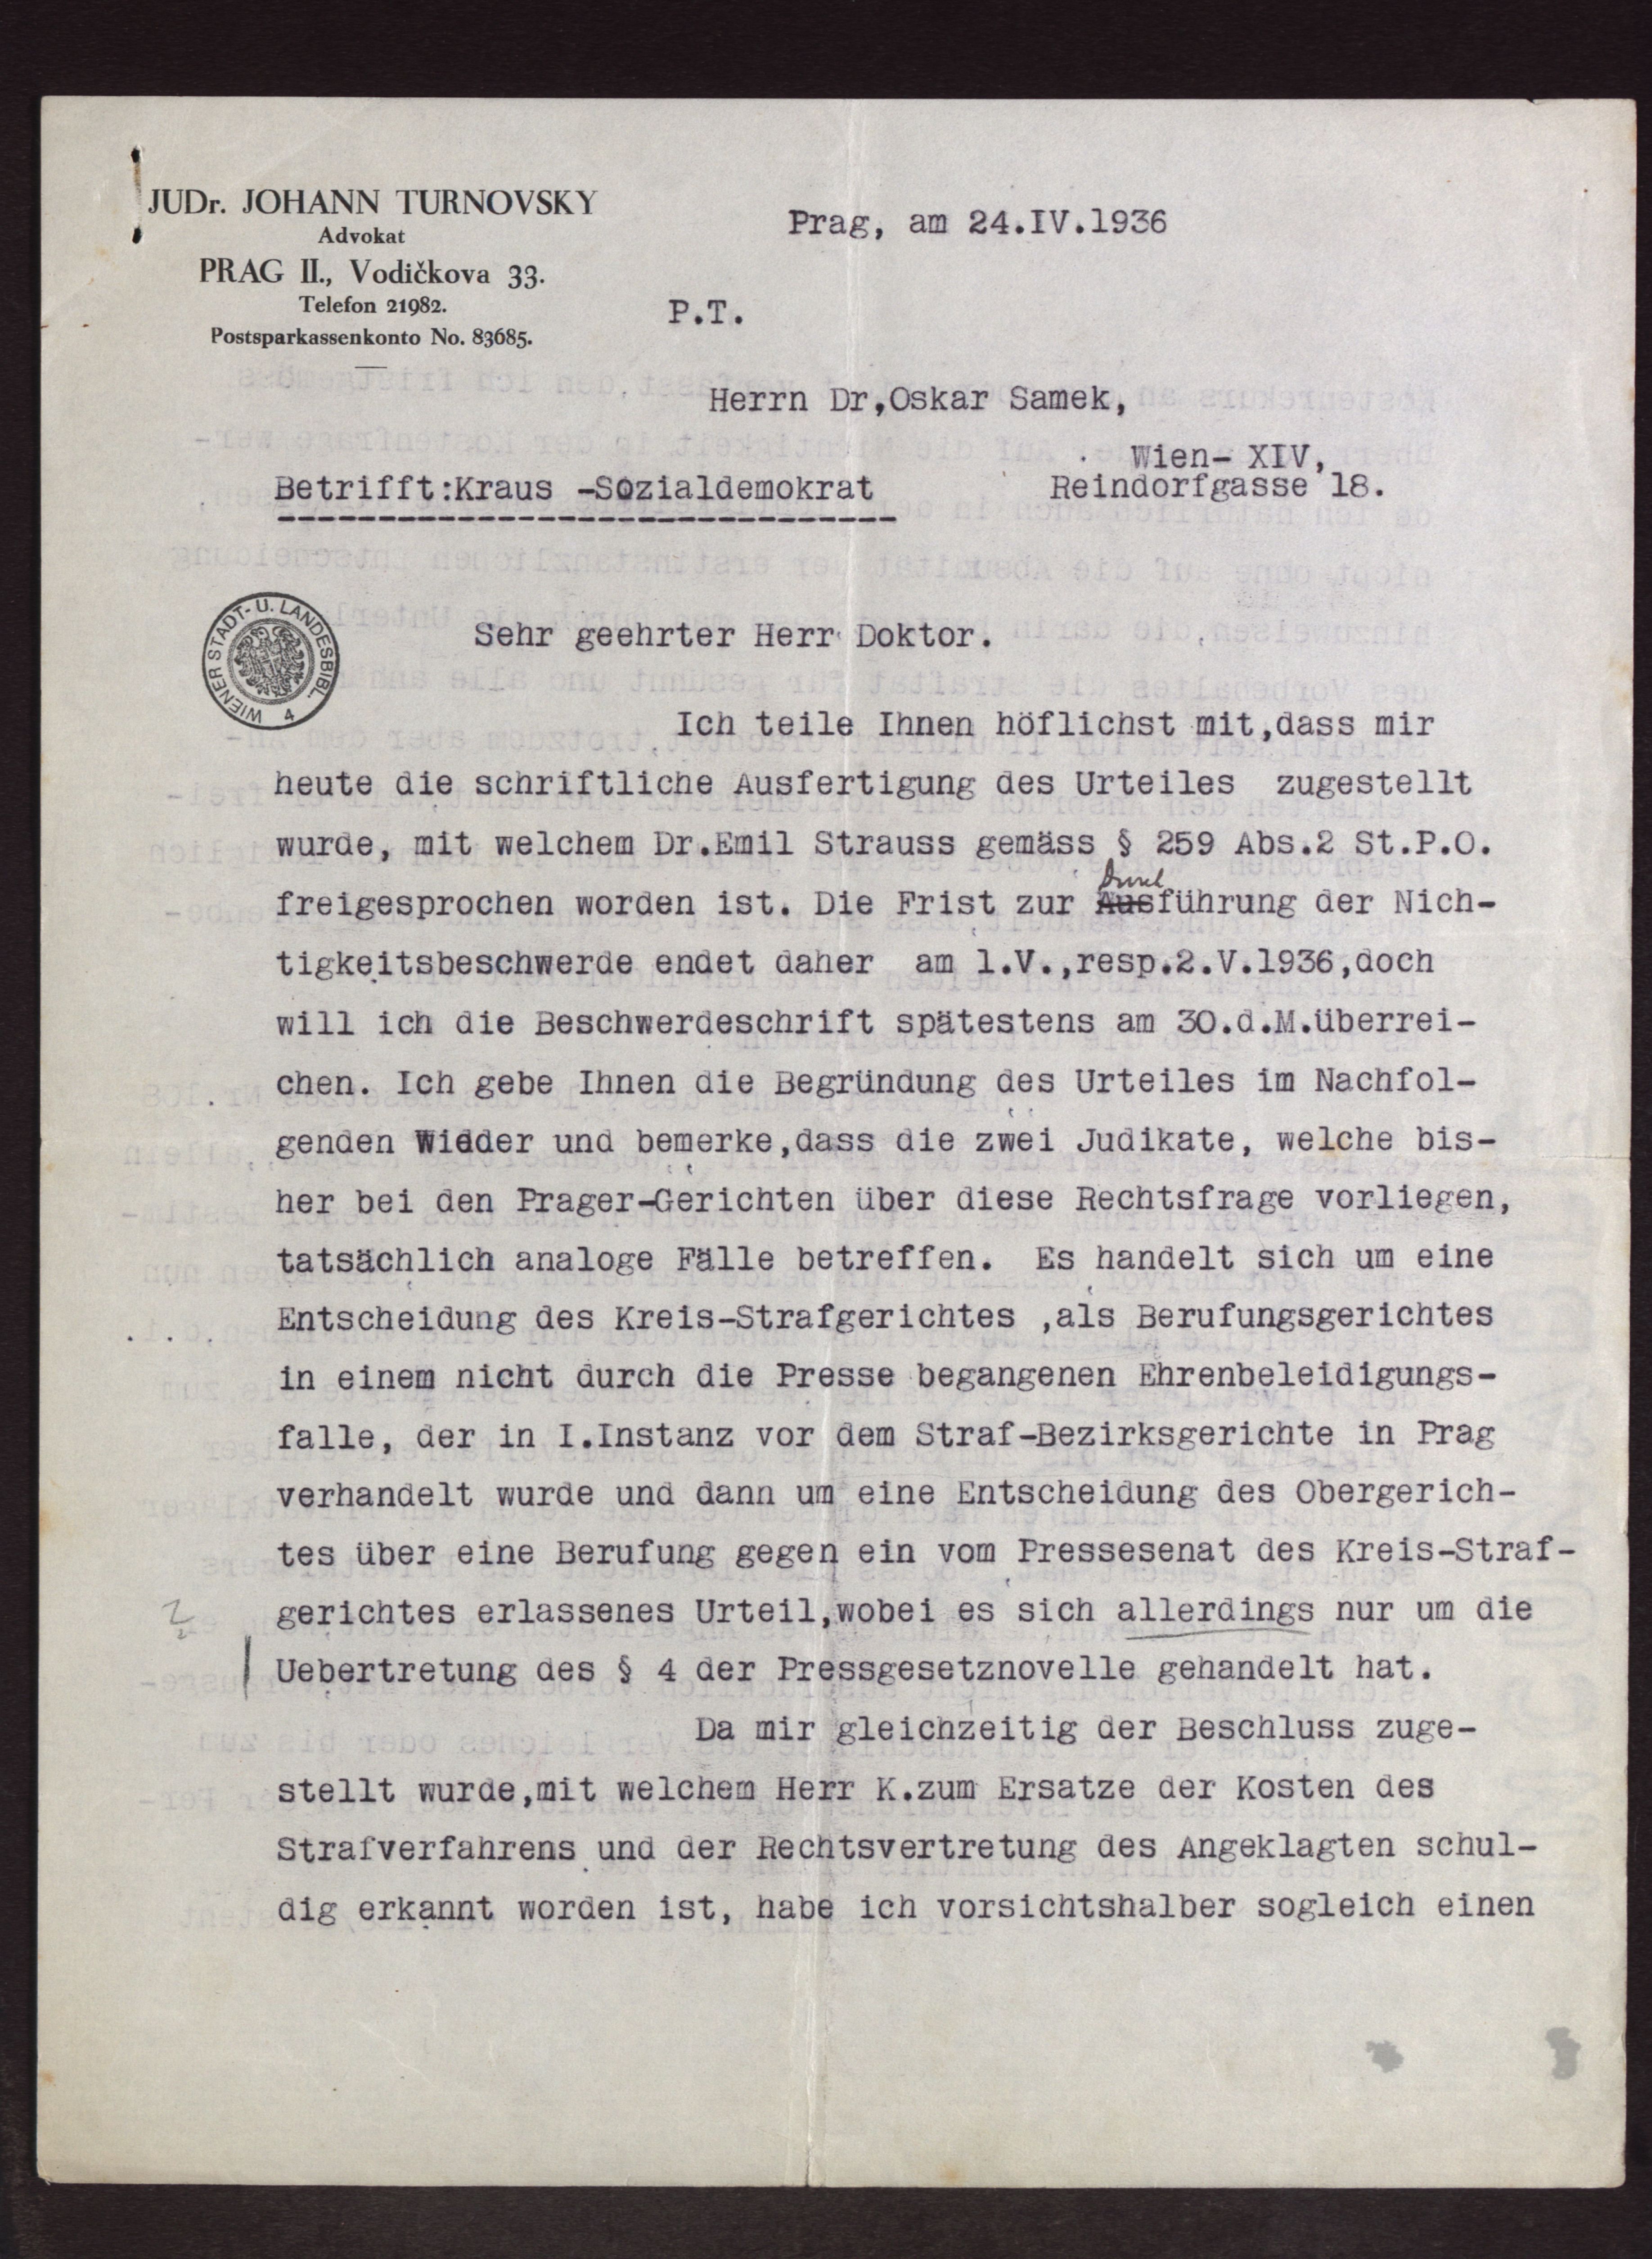 JUDr. JOHANN TURNOVSKY
Advokat
PRAG II., Vodičkova 33.
Telefon 21982.
Postsparkassenkonto No. 83685.
Prag, am 24.IV.1936
P.T.
Herrn Dr,Oskar Samek,
Wien- XIV,
Reindorfgasse 18.
Betrifft:Kraus -Sozialdemokrat
WIENER STADT- U. LANDESBIBL. 4
Sehr geehrter Herr Doktor.
Ich teile Ihnen höflichst mit,dass mir
heute die schriftliche Ausfertigung des Urteiles zugestellt
wurde, mit welchem Dr.Emil Strauss gemäss § 259 Abs.2 St.P.O.
Durch
freigesprochen worden ist. Die Frist zur Ausführung der Nich-
tigkeitsbeschwerde endet daher am 1.V.,resp.2.V.1936,doch
will ich die Beschwerdeschrift spätestens am 30.d.M.überrei-
chen. Ich gebe Ihnen die Begründung des Urteiles im Nachfol-
genden Wieder und bemerke,dass die zwei Judikate, welche bis-
her bei den Prager-Gerichten über diese Rechtsfrage vorliegen,
tatsächlich analoge Fälle betreffen. Es handelt sich um eine
Entscheidung des Kreis-Strafgerichtes ,als Berufungsgerichtes
in einem nicht durch die Presse begangenen Ehrenbeleidigungs-
falle, der in I.Instanz vor dem Straf-Bezirksgerichte in Prag
verhandelt wurde und dann um eine Entscheidung des Obergerich-
tes über eine Berufung gegen ein vom Pressesenat des Kreis-Straf-
gerichtes erlassenes Urteil,wobei es sich allerdings nur um die
Uebertretung des § 4 der Pressgesetznovelle gehandelt hat.
Da mir gleichzeitig der Beschluss zuge-
stellt wurde,mit welchem Herr K.zum Ersatze der Kosten des
Strafverfahrens und der Rechtsvertretung des Angeklagten schul-
dig erkannt worden ist, habe ich vorsichtshalber sogleich einen